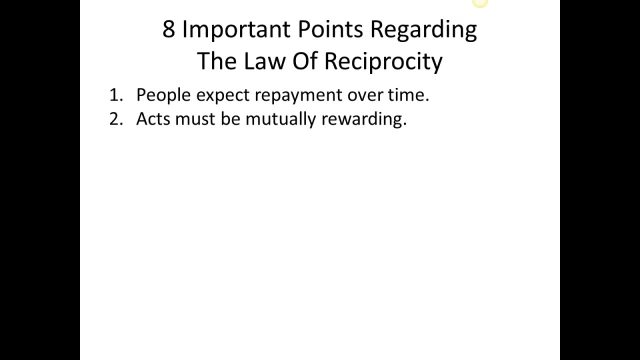 8 Important Points Regarding
The Law Of Reciprocity
1. People expect repayment over time.
2. Acts must be mutually rewarding.